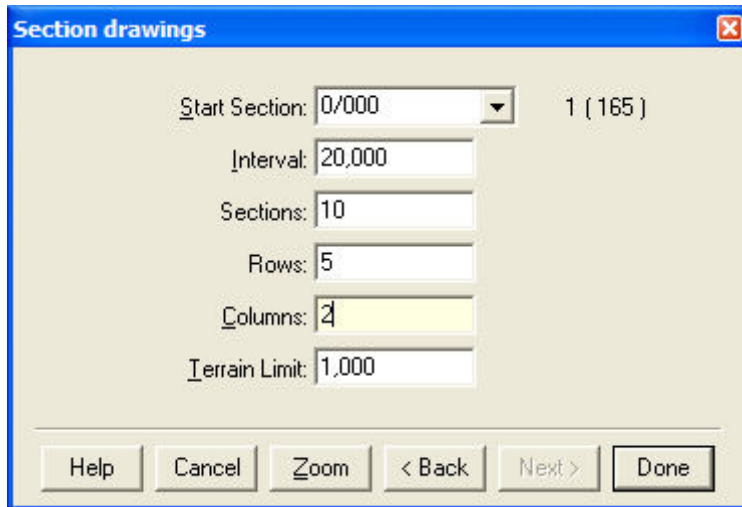 Section drawings
Start Section: 0/000 1 ( 165 )
Interval: 20,000
Sections: 10
Rows: 5
Columns: 2
Terrain Limit: 1,000
Help Cancel Zoom < Back Next > Done